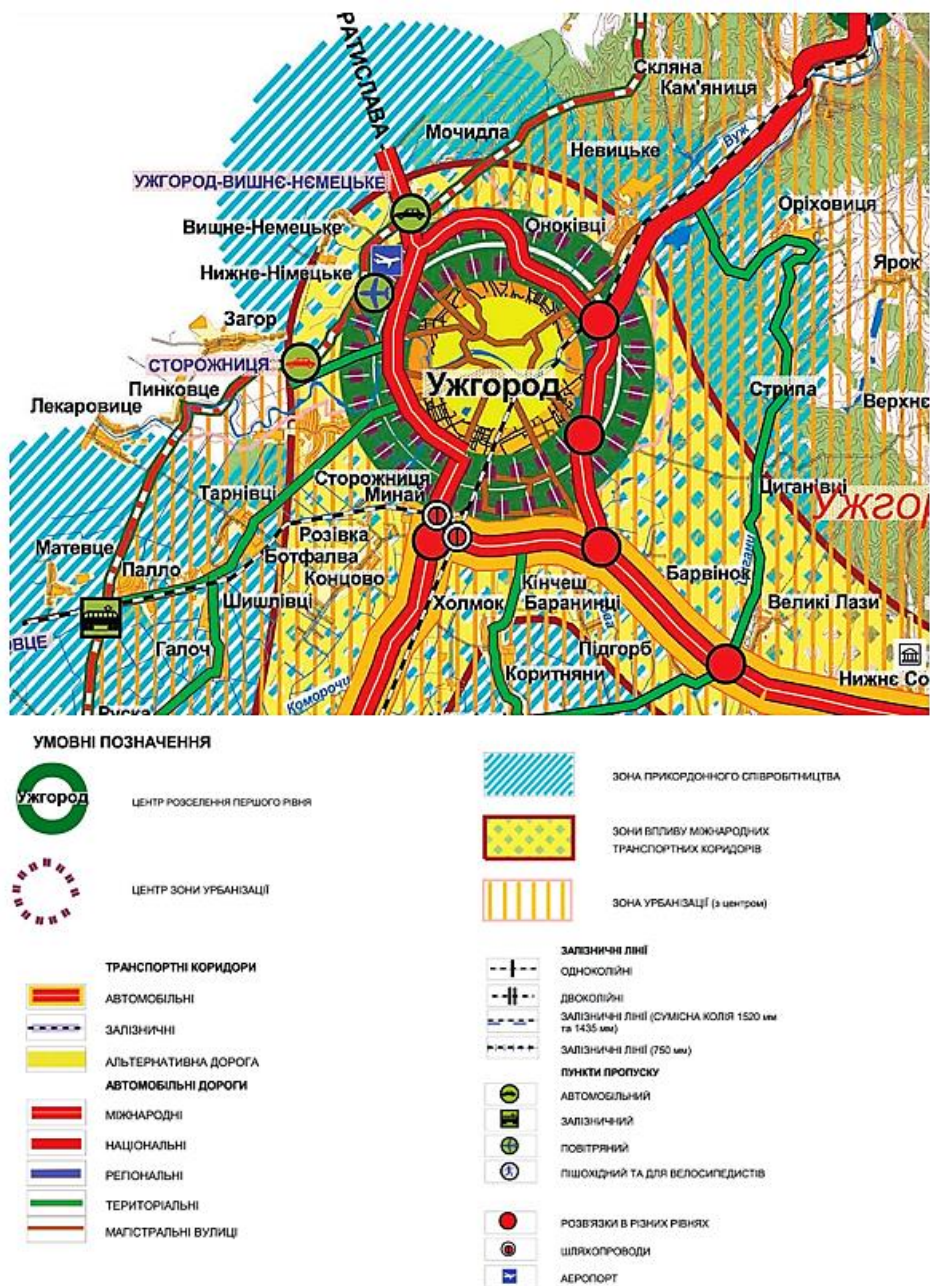 РАТИСЛАВА
Скляна
Кам'яниця
Мочидла
Вуж
Невицьке
УЖГОРОД-ВИШНЄ-НЄМЕЦЬКЕ
Оріховиця
Вишне-Немецьке
Оноківці
Нижне-Німецьке
Ярок
Загор
СТОРОЖНИЦЯ
Ужгород
Пинковце
Стрипа
Лекаровице
Верхнє
Сторожниця
Минай
Циганівці
Тарнівці
УЖГОР
Розівка
Матевце
Ботфалва
Палло
Концово
Кінчеш
Барвінок
Шишлівці
Холмок
Баранинці
Великі Лази
ОВЦЕ
Галоч
Підгорб
Коритняни
Нижнє Со
Коморочи
Руска
УМОВНІ ПОЗНАЧЕННЯ
Ужгород
ЦЕНТР РОЗСЕЛЕННЯ ПЕРШОГО РІВНЯ
ЦЕНТР ЗОНИ УРБАНІЗАЦІЇ
ТРАНСПОРТНІ КОРИДОРИ
АВТОМОБІЛЬНІ
ЗАЛІЗНИЧНІ
АЛЬТЕРНАТИВНА ДОРОГА
АВТОМОБІЛЬНІ ДОРОГИ
МІЖНАРОДНІ
НАЦІОНАЛЬНІ
РЕГІОНАЛЬНІ
ТЕРИТОРІАЛЬНІ
МАГІСТРАЛЬНІ ВУЛИЦІ
ЗОНА ПРИКОРДОННОГО СПІВРОБІТНИЦТВА
ЗОНИ ВПЛИВУ МІЖНАРОДНИХ
ТРАНСПОРТНИХ КОРИДОРІВ
ЗОНА УРБАНІЗАЦІЇ (з центром)
ЗАЛІЗНИЧНІ ЛІНІЇ
ОДНОКОЛІЙНІ
ДВОКОЛІЙНІ
ЗАЛІЗНИЧНІ ЛІНІЇ (СУМІСНА КОЛІЯ 1520 мм
та 1435 мм)
ЗАЛІЗНИЧНІ ЛІНІЇ (750 мм)
ПУНКТИ ПРОПУСКУ
АВТОМОБІЛЬНИЙ
ЗАЛІЗНИЧНИЙ
ПОВІТРЯНИЙ
ПІШОХІДНИЙ ТА ДЛЯ ВЕЛОСИПЕДИСТІВ
РОЗВ'ЯЗКИ В РІЗНИХ РІВНЯХ
ШЛЯХОПРОВОДИ
АЕРОПОРТ